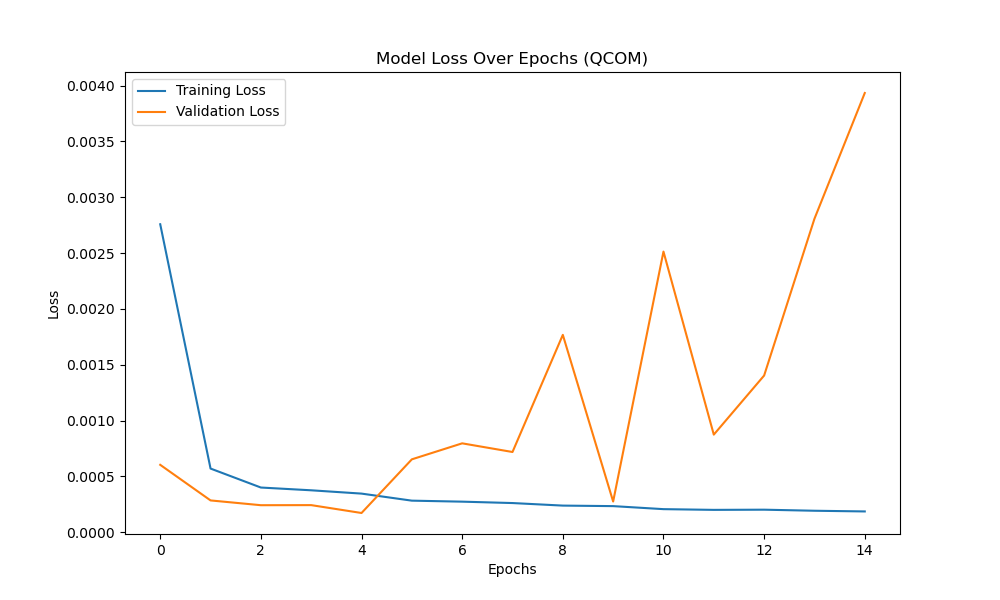 Model Loss Over Epochs (QCOM)
Training Loss
Validation Loss
0.0040
0.0035
0.0030
0.0025
0.0020
0.0015
0.0010
0.0005
0.0000
Loss
0 2 4 6 8 10 12 14
Epochs